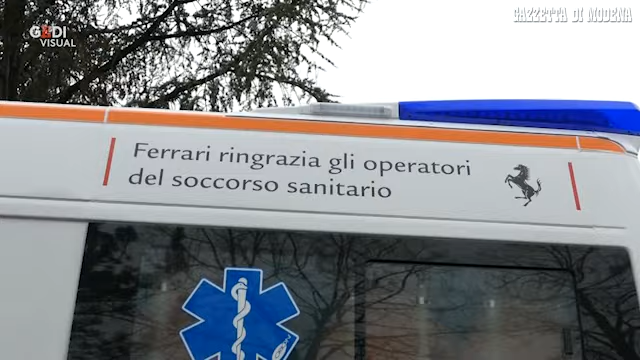 GEDI
VISUAL
GAZZETTA DI MODENA
Ferrari ringrazia gli operatori
del soccorso sanitario